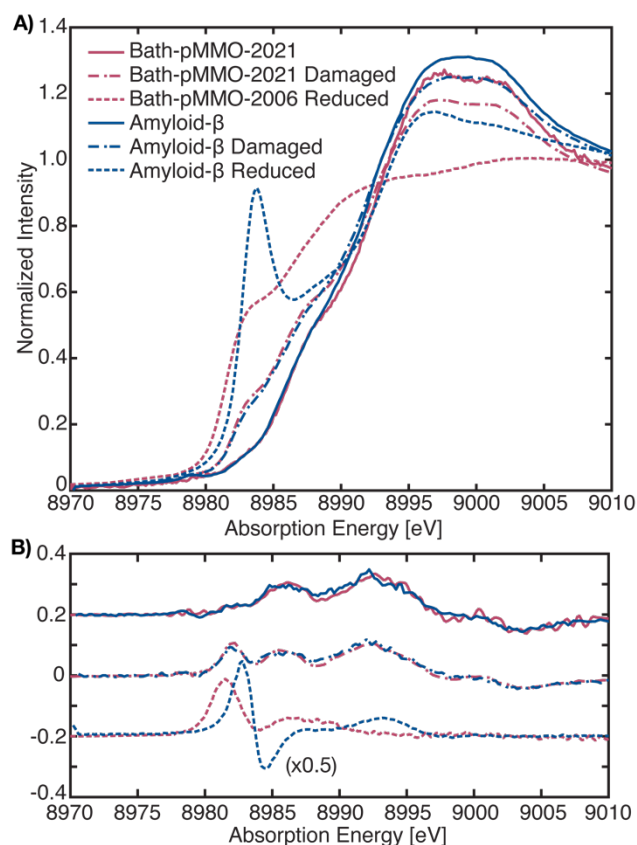 A)
1.4
1.2
1.0
0.8
0.6
0.4
0.2
0
Normalized Intensity
Bath-pMMO-2021
Bath-pMMO-2021 Damaged
Bath-pMMO-2006 Reduced
Amyloid-β
Amyloid-β Damaged
Amyloid-β Reduced
8970 8975 8980 8985 8990 8995 9000 9005 9010
Absorption Energy [eV]
B)
0.4
0.2
0
-0.2
-0.4
(x0.5)
8970 8975 8980 8985 8990 8995 9000 9005 9010
Absorption Energy [eV]